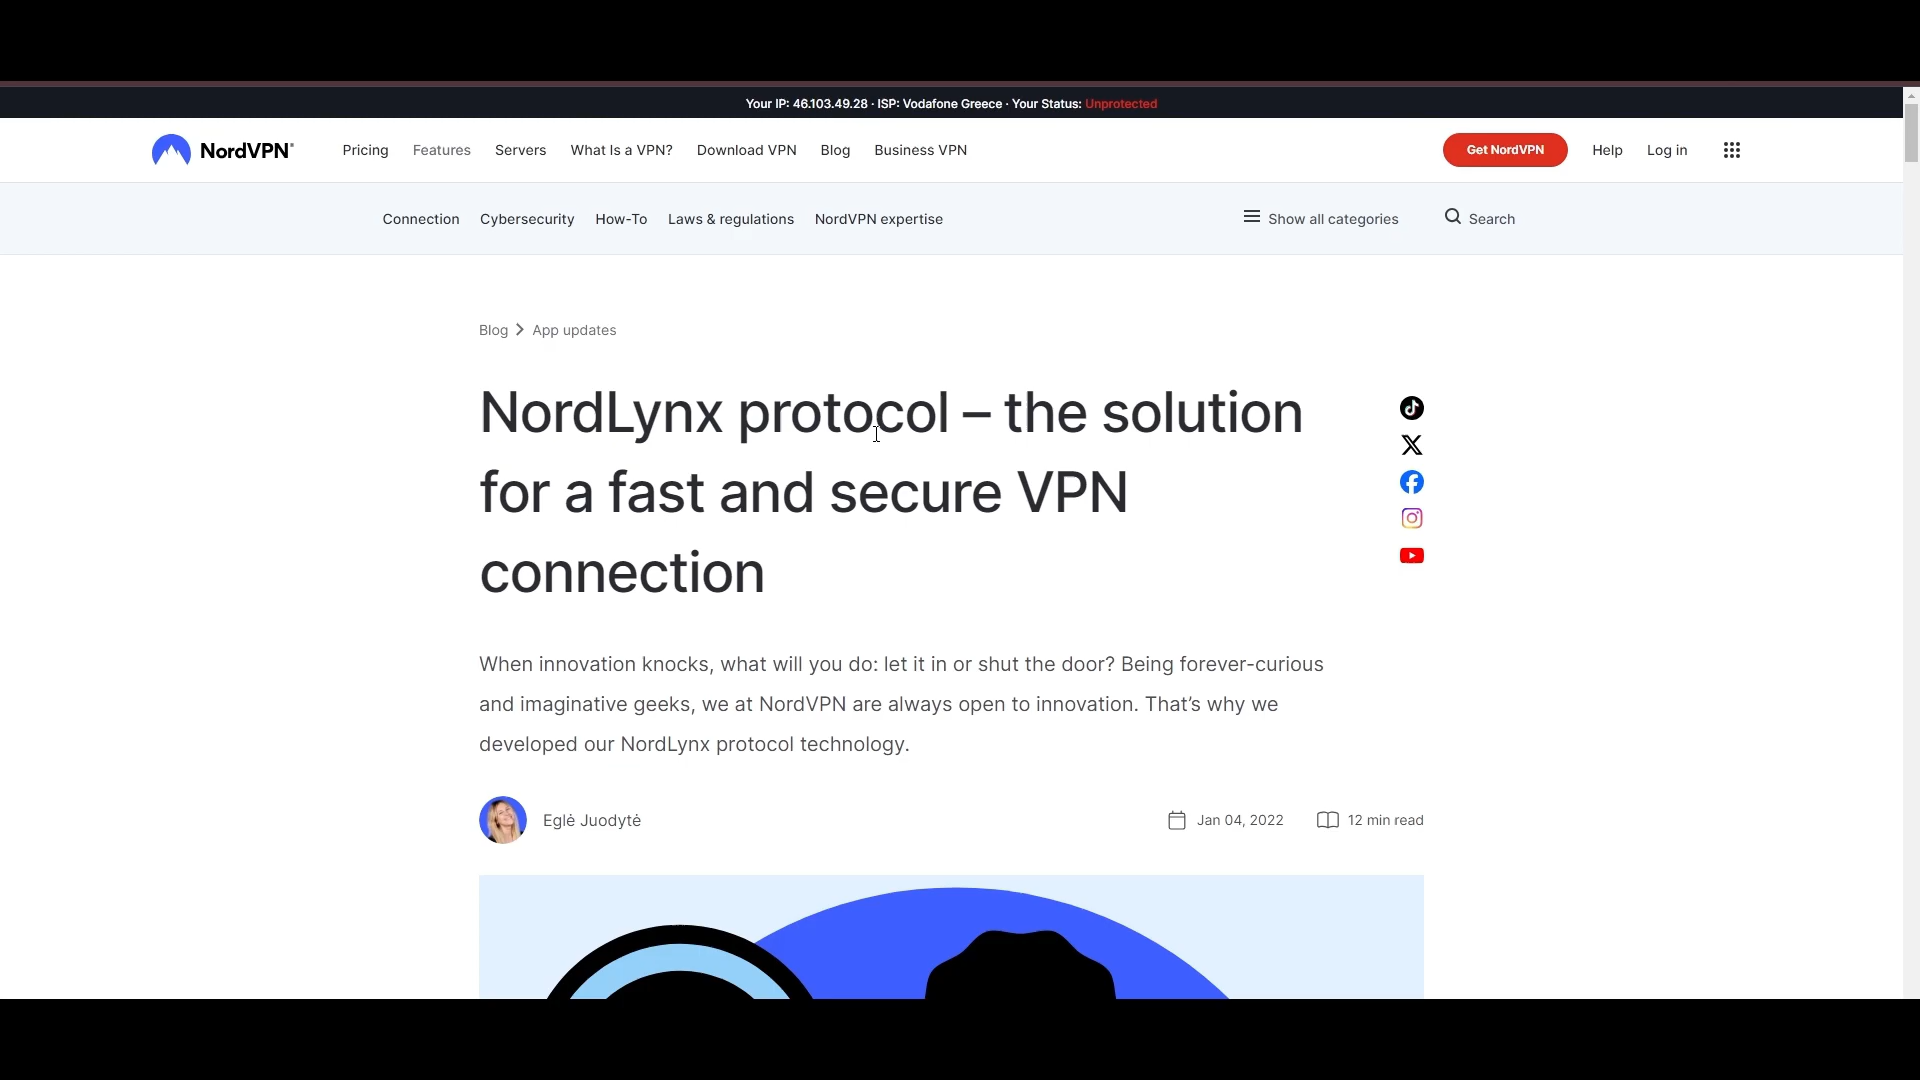 Your IP: 46.103.49.28 · ISP: Vodafone Greece · Your Status: Unprotected
NordVPN®
Pricing
Features
Servers
What Is a VPN?
Download VPN
Blog
Business VPN
Get NordVPN
Help
Log in
Connection
Cybersecurity
How-To
Laws & regulations
NordVPN expertise
Show all categories
Search
Blog
App updates
NordLynx protocol – the solution
for a fast and secure VPN
connection
When innovation knocks, what will you do: let it in or shut the door? Being forever-curious
and imaginative geeks, we at NordVPN are always open to innovation. That’s why we
developed our NordLynx protocol technology.
Eglė Juodytė
Jan 04, 2022
12 min read